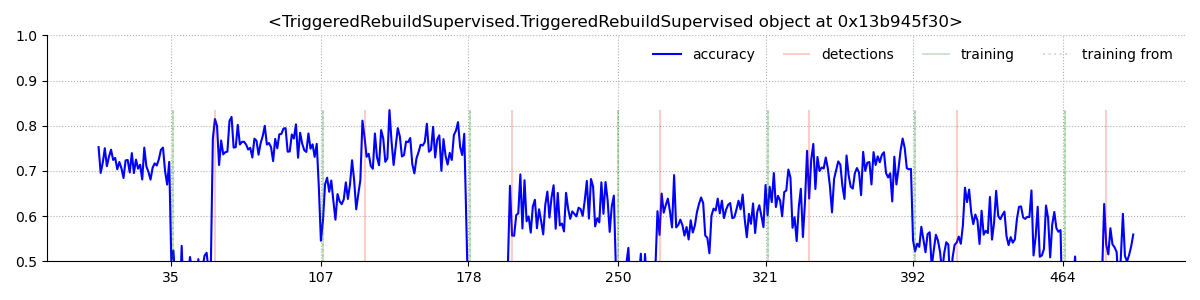 <TriggeredRebuildSupervised.TriggeredRebuildSupervised object at 0x13b945f30>
accuracy detections training training from
1.0
0.9
0.8
0.7
0.6
0.5
35 107 178 250 321 392 464